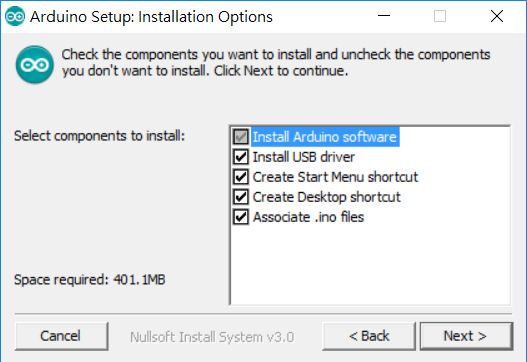 Arduino Setup: Installation Options
Check the components you want to install and uncheck the components
you don't want to install. Click Next to continue.
Select components to install:
Install Arduino software
Install USB driver
Create Start Menu shortcut
Create Desktop shortcut
Associate .ino files
Space required: 401.1MB
Cancel
Nullsoft Install System v3.0
< Back
Next >